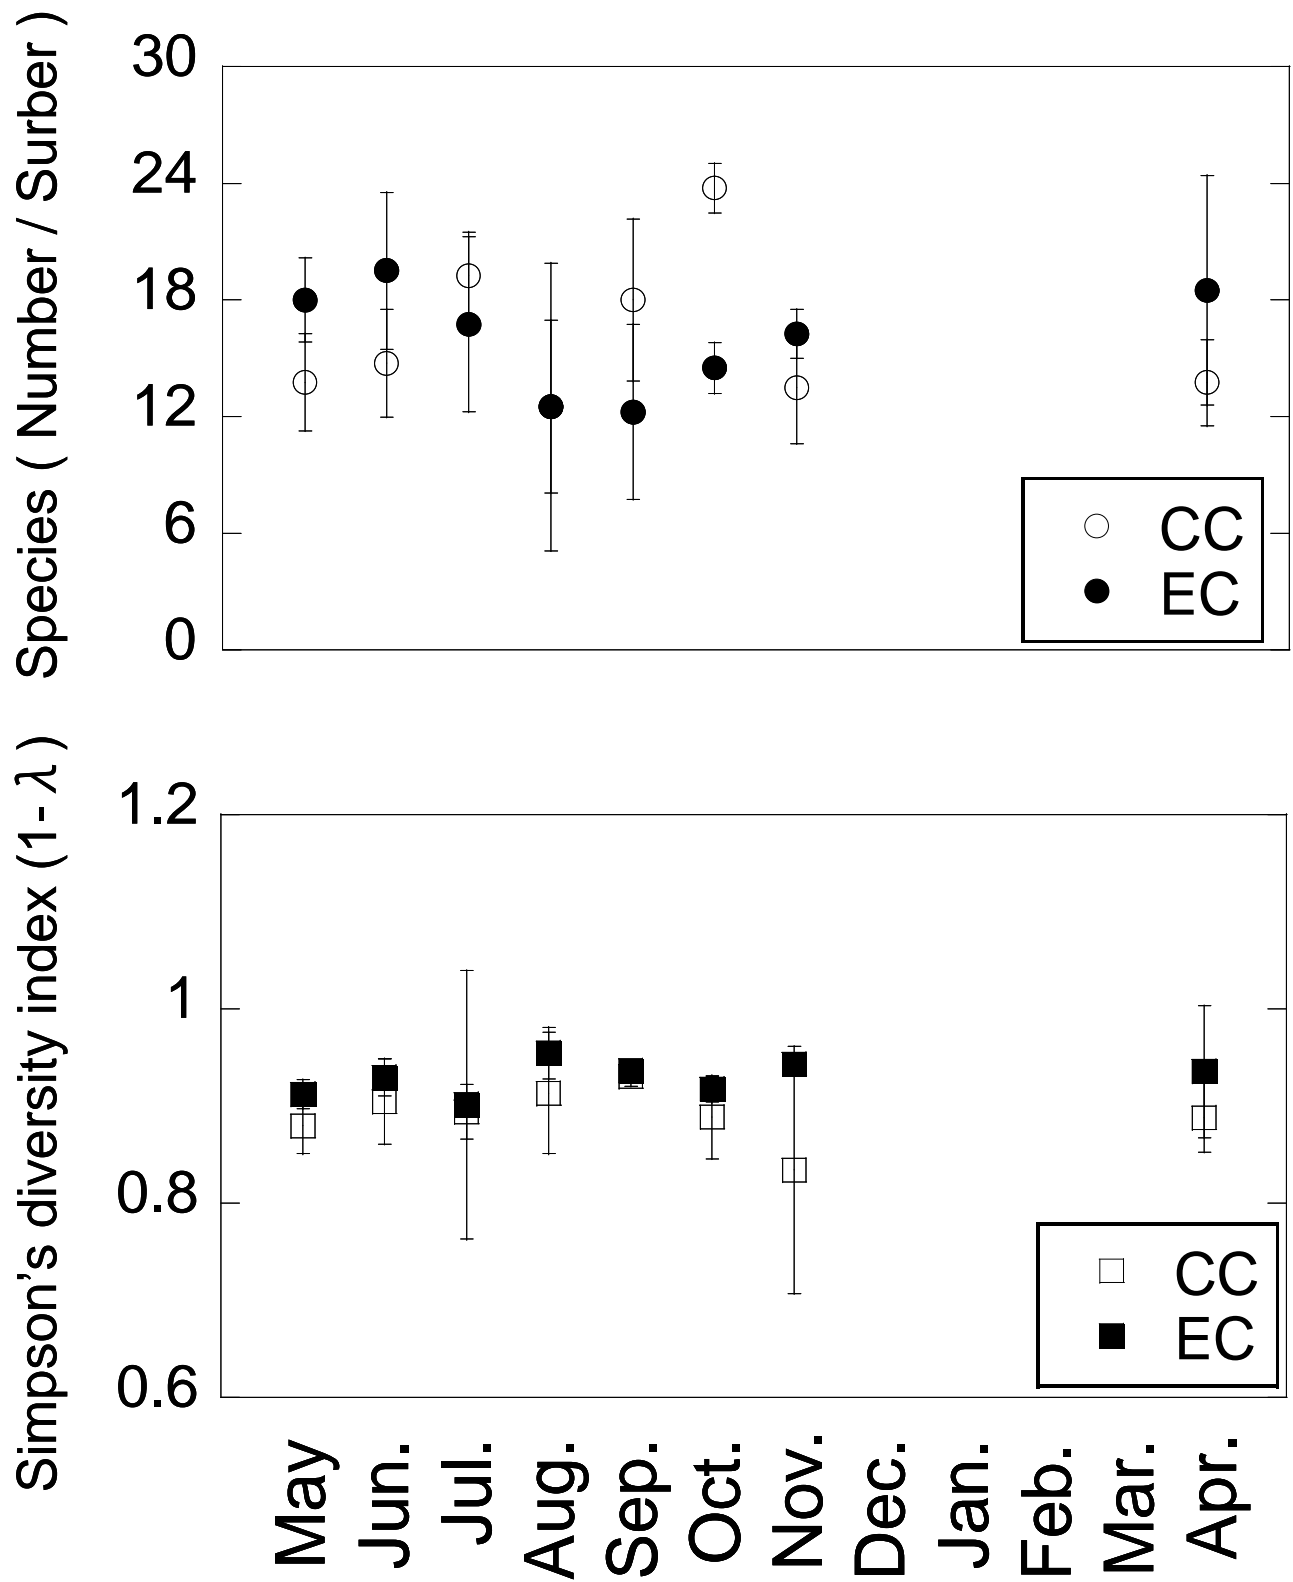 Species ( Number / Surber )
30
24
18
12
6
0
CC
EC
Simpson's diversity index (1- λ )
1.2
1
0.8
0.6
CC
EC
May
Jun.
Jul.
Aug.
Sep.
Oct.
Nov.
Dec.
Jan.
Feb.
Mar.
Apr.